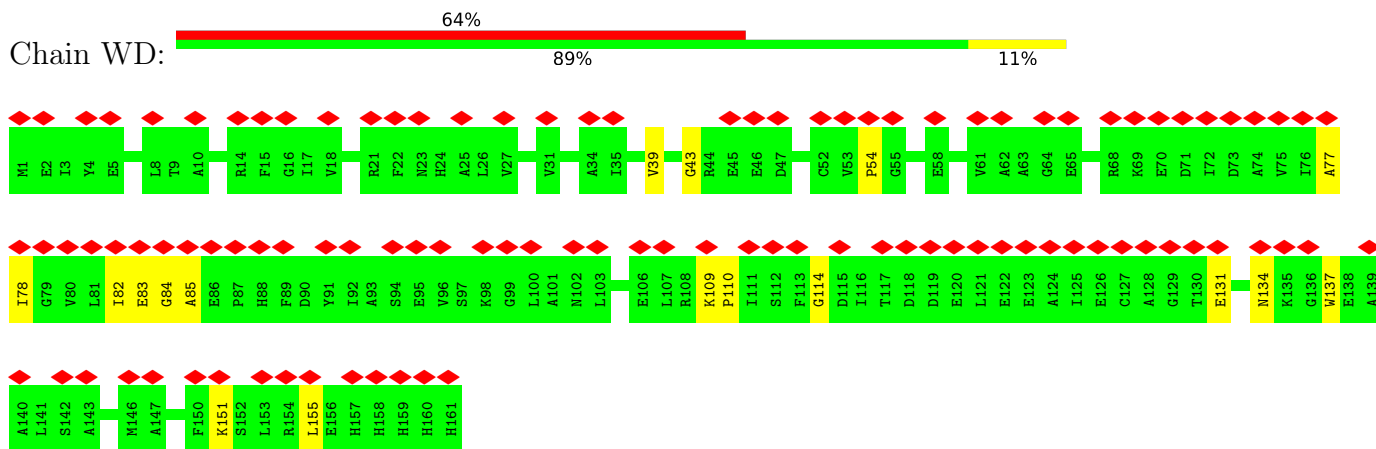 64%
Chain WD:
89% 11%
M1 E2 I3 Y4 E5 L8 T9 A10 R14 F15 G16 I17 V18 R21 F22 N23 H24 A25 L26 V27 V31 A34 I35 V39 G43 R44 E45 E46 D47 C52 V53 P54 G55 E58 V61 A62 A63 G64 E65 R68 K69 E70 D71 I72 D73 A74 V75 I76 A77
I78 G79 V80 L81 I82 E83 G84 A85 E86 P87 H88 F89 D90 Y91 I92 A93 S94 E95 V96 S97 K98 G99 L100 A101 N102 L103 E106 L107 R108 K109 P110 I111 S112 F113 G114 D115 I116 T117 D118 D119 E120 L121 E122 E123 A124 I125 E126 C127 A128 G129 T130 E131 N134 K135 G136 W137 E138 A139
A140 L141 S142 A143 M146 A147 F150 K151 S152 L153 R154 L155 E156 H157 H158 H159 H160 H161